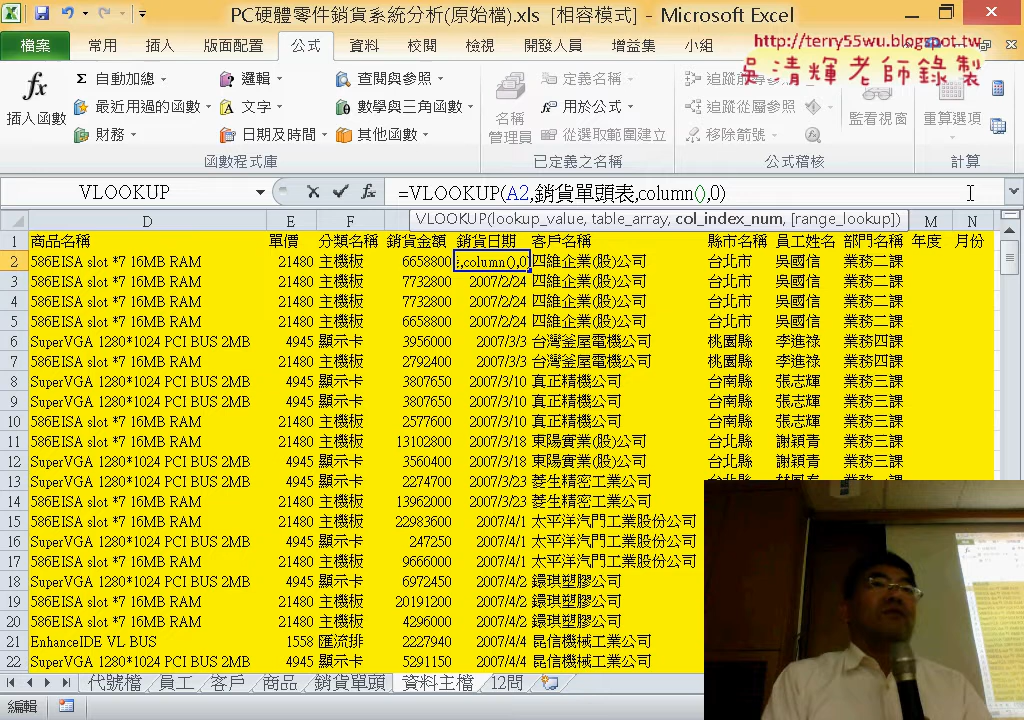 PC硬體零件銷貨系統分析(原始檔).xls [相容模式] - Microsoft Excel
檔案 常用 插入 版面配置 公式 資料 校閱 檢視 開發人員 增益集 小組
http://terry55wu.blogspot.tw
吳清輝老師錄製
fx 插入函數
Σ 自動加總 邏輯 查閱與參照 名稱管理員 定義名稱 追蹤前導參照
最近用過的函數 文字 數學與三角函數 用於公式 追蹤從屬參照 監看視窗 重算選項
財務 日期及時間 其他函數 從選取範圍建立 移除箭號
函數程式庫 已定義之名稱 公式稽核 計算
VLOOKUP fx =VLOOKUP(A2,銷貨單頭表,column(),0)
VLOOKUP(lookup_value, table_array, col_index_num, [range_lookup])
D E F M N
1 商品名稱 單價 分類名稱 銷貨金額 銷貨日期 客戶名稱 縣市名稱 員工姓名 部門名稱 年度 月份
2 586EISA slot *7 16MB RAM 21480 主機板 6658800 ,column(),0) 四維企業(股)公司 台北市 吳國信 業務二課
3 586EISA slot *7 16MB RAM 21480 主機板 7732800 2007/2/24 四維企業(股)公司 台北市 吳國信 業務二課
4 586EISA slot *7 16MB RAM 21480 主機板 7732800 2007/2/24 四維企業(股)公司 台北市 吳國信 業務二課
5 586EISA slot *7 16MB RAM 21480 主機板 6658800 2007/2/24 四維企業(股)公司 台北市 吳國信 業務二課
6 SuperVGA 1280*1024 PCI BUS 2MB 4945 顯示卡 3956000 2007/3/3 台灣釜屋電機公司 桃園縣 李進祿 業務四課
7 586EISA slot *7 16MB RAM 21480 主機板 2792400 2007/3/3 台灣釜屋電機公司 桃園縣 李進祿 業務四課
8 SuperVGA 1280*1024 PCI BUS 2MB 4945 顯示卡 3807650 2007/3/10 真正精機公司 台南縣 張志輝 業務三課
9 SuperVGA 1280*1024 PCI BUS 2MB 4945 顯示卡 3807650 2007/3/10 真正精機公司 台南縣 張志輝 業務三課
10 586EISA slot *7 16MB RAM 21480 主機板 2577600 2007/3/10 真正精機公司 台南縣 張志輝 業務三課
11 586EISA slot *7 16MB RAM 21480 主機板 13102800 2007/3/18 東陽實業(股)公司 台北縣 謝穎青 業務三課
12 SuperVGA 1280*1024 PCI BUS 2MB 4945 顯示卡 3560400 2007/3/18 東陽實業(股)公司 台北縣 謝穎青 業務三課
13 SuperVGA 1280*1024 PCI BUS 2MB 4945 顯示卡 2274700 2007/3/23 菱生精密工業公司
14 586EISA slot *7 16MB RAM 21480 主機板 13962000 2007/3/23 菱生精密工業公司
15 586EISA slot *7 16MB RAM 21480 主機板 22983600 2007/4/1 太平洋汽門工業股份公司
16 SuperVGA 1280*1024 PCI BUS 2MB 4945 顯示卡 247250 2007/4/1 太平洋汽門工業股份公司
17 586EISA slot *7 16MB RAM 21480 主機板 9666000 2007/4/1 太平洋汽門工業股份公司
18 SuperVGA 1280*1024 PCI BUS 2MB 4945 顯示卡 6972450 2007/4/2 鐶琪塑膠公司
19 586EISA slot *7 16MB RAM 21480 主機板 20191200 2007/4/2 鐶琪塑膠公司
20 586EISA slot *7 16MB RAM 21480 主機板 4296000 2007/4/2 鐶琪塑膠公司
21 EnhanceIDE VL BUS 1558 匯流排 2227940 2007/4/4 昆信機械工業公司
22 SuperVGA 1280*1024 PCI BUS 2MB 4945 顯示卡 5291150 2007/4/4 昆信機械工業公司
代號檔 員工 客戶 商品 銷貨單頭 資料主檔 12問
編輯